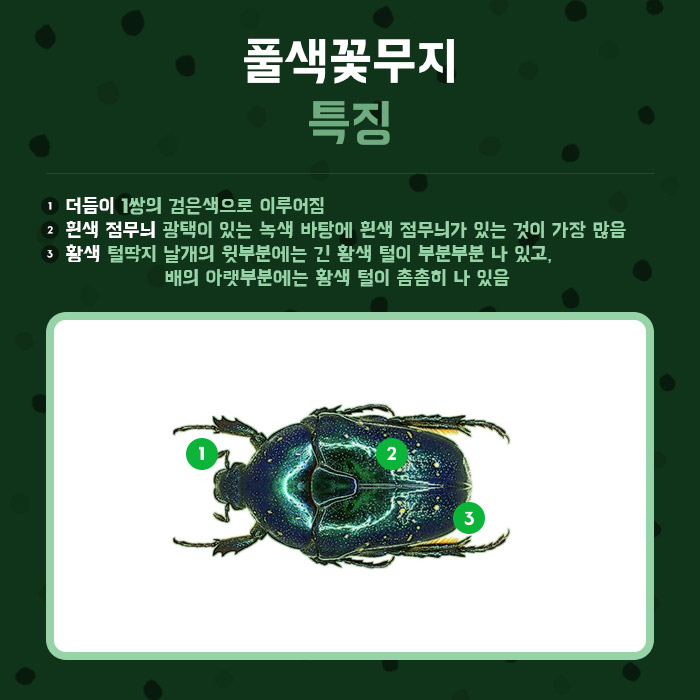 풀색꽃무지
특징
1 더듬이 1쌍의 검은색으로 이루어짐
2 흰색 점무늬 광택이 있는 녹색 바탕에 흰색 점무늬가 있는 것이 가장 많음
3 황색 털딱지 날개의 윗부분에는 긴 황색 털이 부분부분 나 있고,
배의 아랫부분에는 황색 털이 촘촘히 나 있음
1
2
3